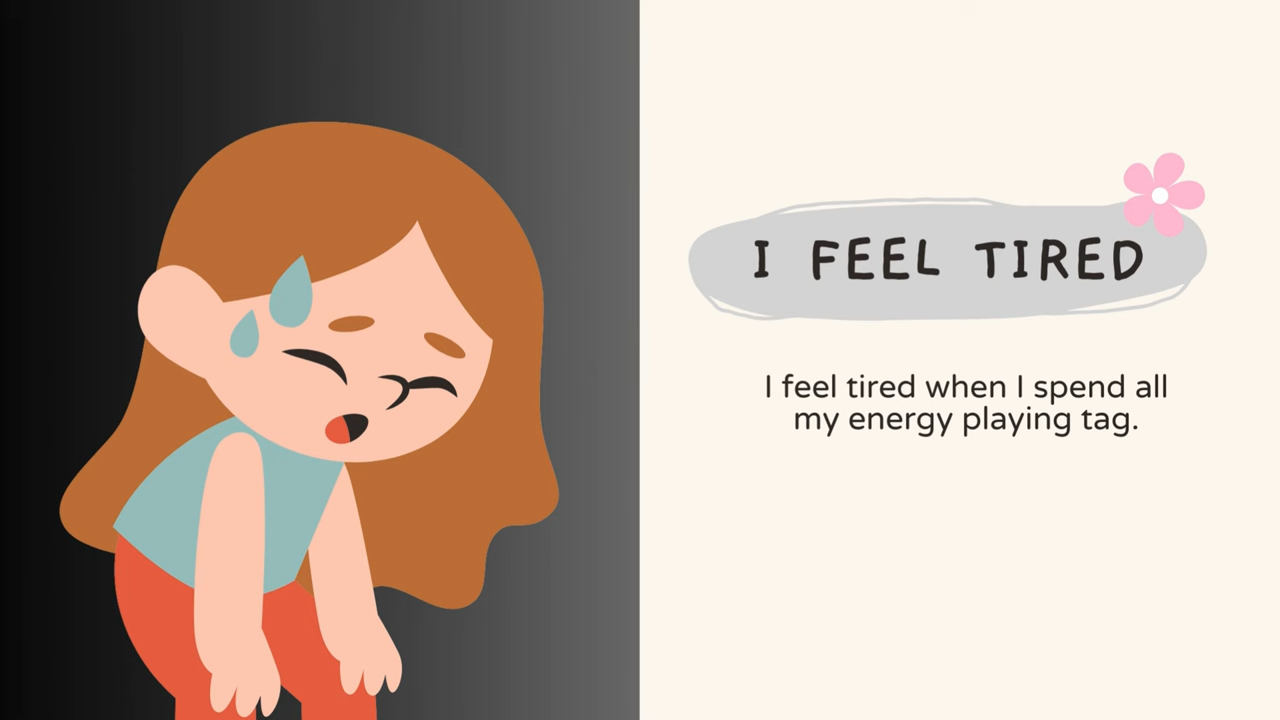 I FEEL TIRED
I feel tired when I spend all
my energy playing tag.